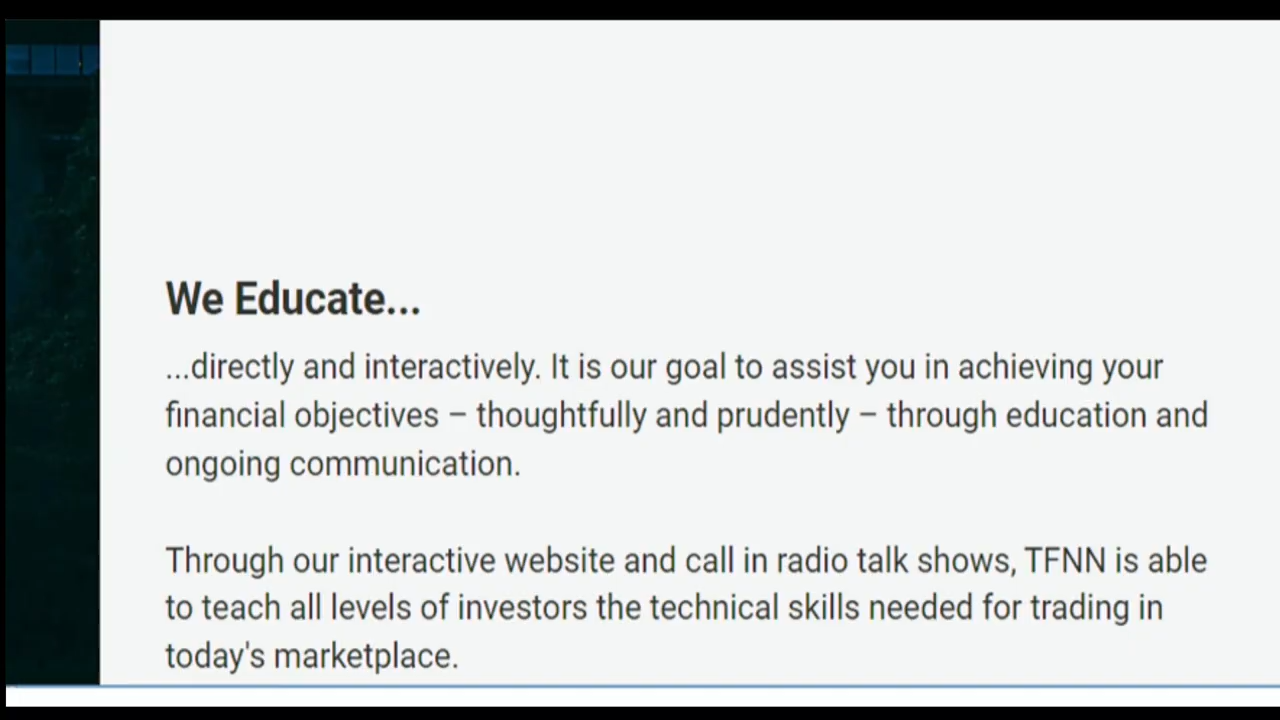 We Educate...
...directly and interactively. It is our goal to assist you in achieving your
financial objectives – thoughtfully and prudently – through education and
ongoing communication.
Through our interactive website and call in radio talk shows, TFNN is able
to teach all levels of investors the technical skills needed for trading in
today's marketplace.